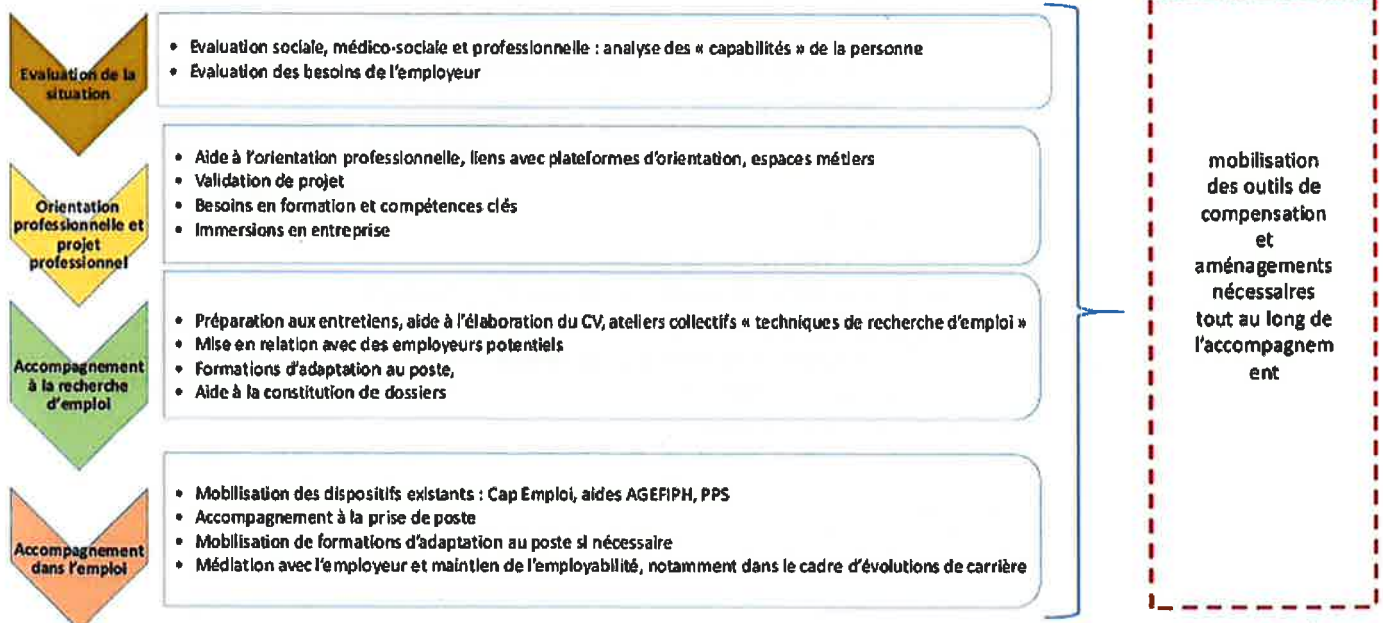 Evaluation de la
situation
• Evaluation sociale, médico-sociale et professionnelle : analyse des « capabilités » de la personne
• Évaluation des besoins de l'employeur
Orientation
professionnelle et
projet
professionnel
• Aide à l'orientation professionnelle, liens avec plateformes d'orientation, espaces métiers
• Validation de projet
• Besoins en formation et compétences clés
• Immersions en entreprise
Accompagnement
à la recherche
d'emploi
• Préparation aux entretiens, aide à l'élaboration du CV, ateliers collectifs « techniques de recherche d'emploi »
• Mise en relation avec des employeurs potentiels
• Formations d'adaptation au poste,
• Aide à la constitution de dossiers
Accompagnement
dans l'emploi
• Mobilisation des dispositifs existants : Cap Emploi, aides AGEFIPH, PPS
• Accompagnement à la prise de poste
• Mobilisation de formations d'adaptation au poste si nécessaire
• Médiation avec l'employeur et maintien de l'employabilité, notamment dans le cadre d'évolutions de carrière
mobilisation
des outils de
compensation
et
aménagements
nécessaires
tout au long de
l'accompagnem
ent